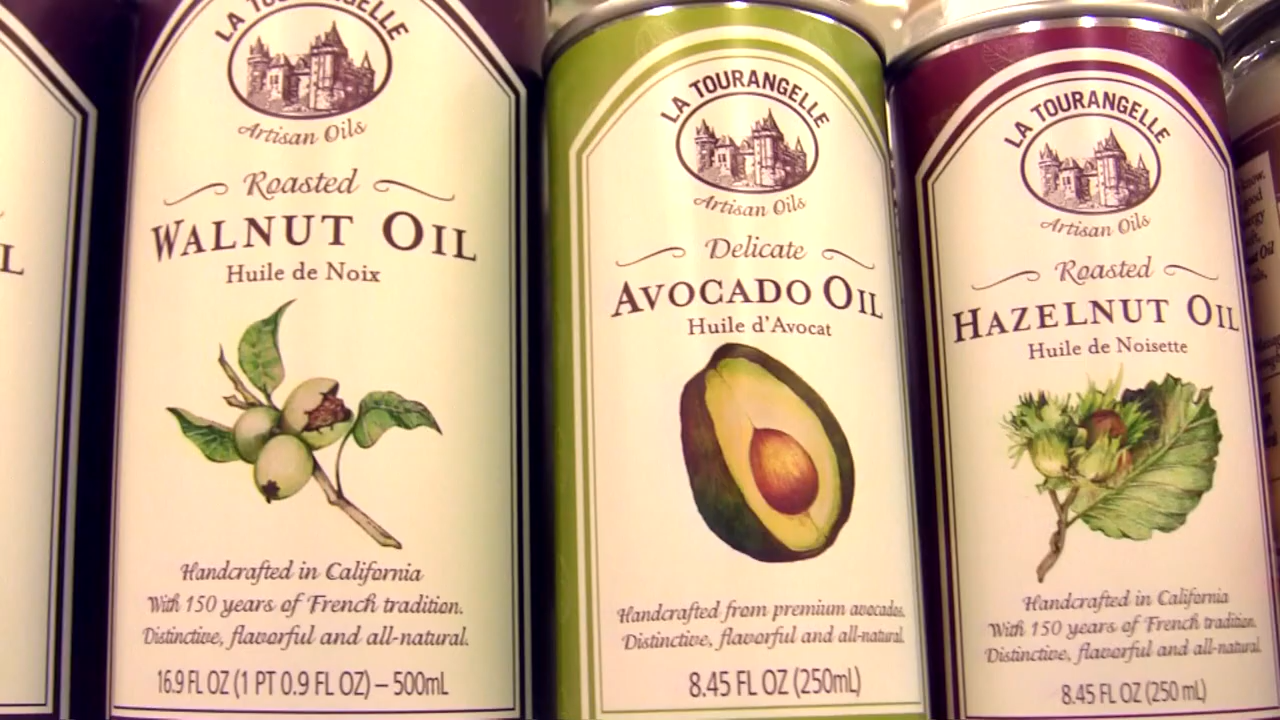 L
LA TOURANGELLE
Artisan Oils
Roasted
WALNUT OIL
Huile de Noix
Handcrafted in California
With 150 years of French tradition.
Distinctive, flavorful and all-natural.
16.9 FL OZ (1 PT 0.9 FL OZ) – 500mL
LA TOURANGELLE
Artisan Oils
Delicate
AVOCADO OIL
Huile d'Avocat
Handcrafted from premium avocados.
Distinctive, flavorful and all-natural.
8.45 FL OZ (250mL)
LA TOURANGELLE
Artisan Oils
Roasted
HAZELNUT OIL
Huile de Noisette
Handcrafted in California
With 150 years of French tradition.
Distinctive, flavorful and all-natural.
8.45 FL OZ (250 mL)